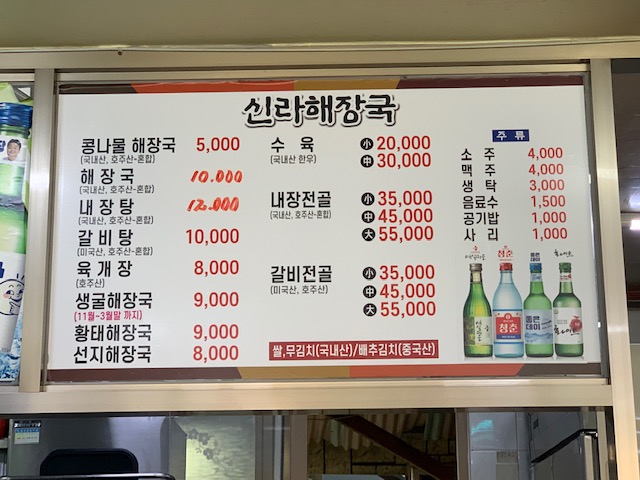 신라해장국
콩나물 해장국 5,000
(국내산, 호주산-혼합)
해장국 10.000
(국내산, 호주산-혼합)
내장탕 12.000
(국내산, 호주산-혼합)
갈비탕 10,000
(미국산, 호주산-혼합)
육개장 8,000
(호주산)
생굴해장국 9,000
(11월~3월말 까지)
황태해장국 9,000
선지해장국 8,000
수육 小 20,000
(국내산 한우) 中 30,000
내장전골 小 35,000
(국내산, 호주산-혼합) 中 45,000
大 55,000
갈비전골 小 35,000
(미국산, 호주산) 中 45,000
大 55,000
쌀,무김치(국내산)/배추김치(중국산)
주류
소주 4,000
맥주 4,000
생탁 3,000
음료수 1,500
공기밥 1,000
사리 1,000
청춘
좋은데이